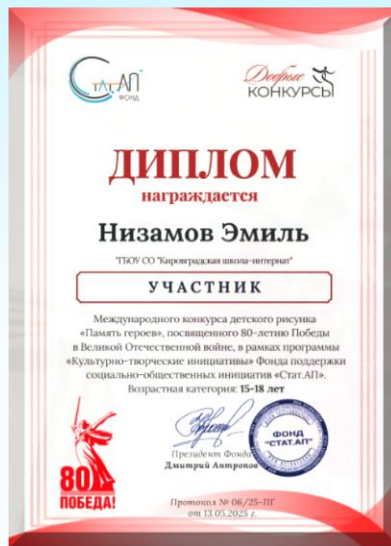 Стат.АП
ФОНД
Добрые
КОНКУРСЫ
ДИПЛОМ
награждается
Низамов Эмиль
ГБОУ СО "Кировградская школа-интернат"
УЧАСТНИК
Международного конкурса детского рисунка
«Память героев», посвященного 80-летию Победы
в Великой Отечественной войне, в рамках программы
«Культурно-творческие инициативы» Фонда поддержки
социально-общественных инициатив «Стат.АП».
Возрастная категория: 15-18 лет
Президент Фонда
Дмитрий Антропов
ФОНД
"СТАТ.АП"
80
ПОБЕДА!
Протокол № 06/25-ПГ
от 13.05.2025 г.